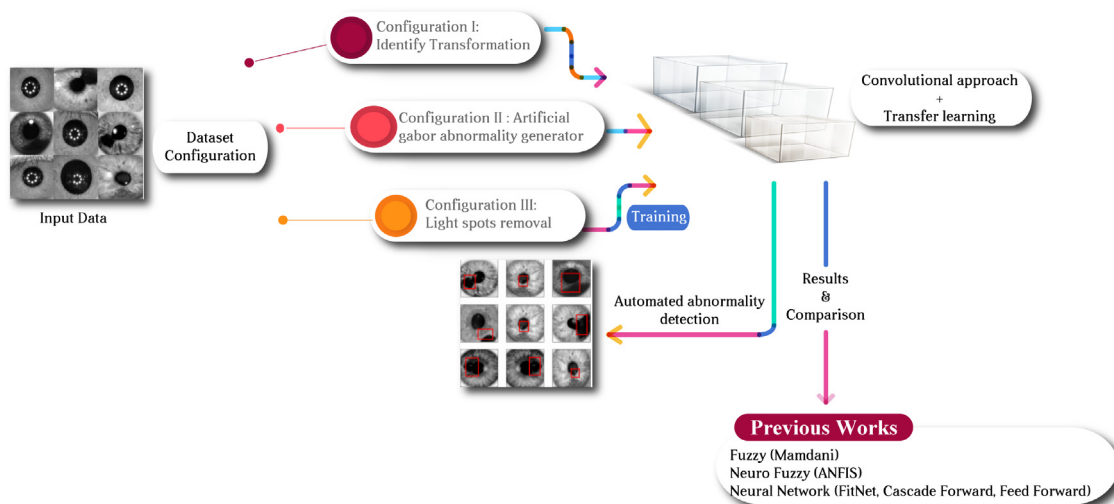 Configuration I:
Identify Transformation
Convolutional approach
+
Transfer learning
Configuration II : Artificial
gabor abnormality generator
Dataset
Configuration
Input Data
Configuration III:
Light spots removal
Training
Automated abnormality
detection
Results
&
Comparison
Previous Works
Fuzzy (Mamdani)
Neuro Fuzzy (ANFIS)
Neural Network (FitNet, Cascade Forward, Feed Forward)